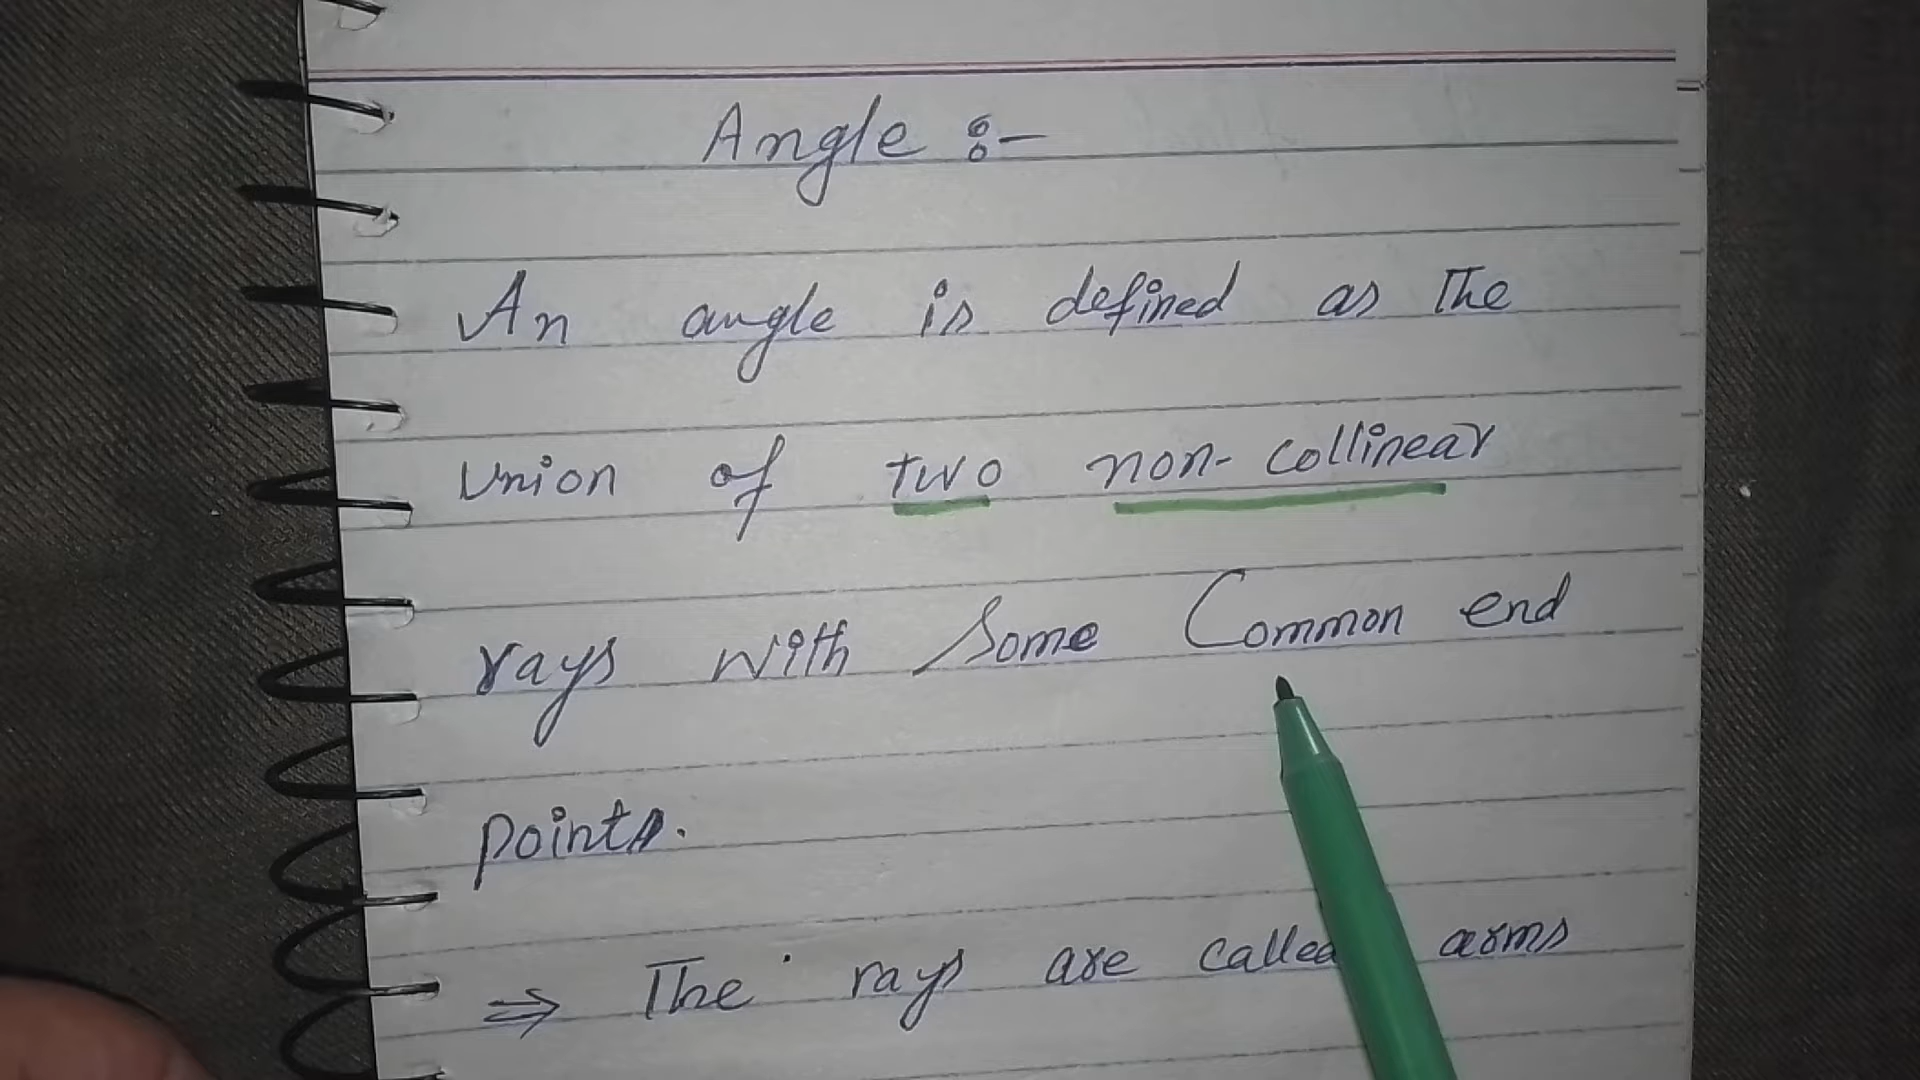 Angle :-
An angle is defined as The
Union of two non-collinear
rays with Some Common end
points.
⇒ The rays are called arms